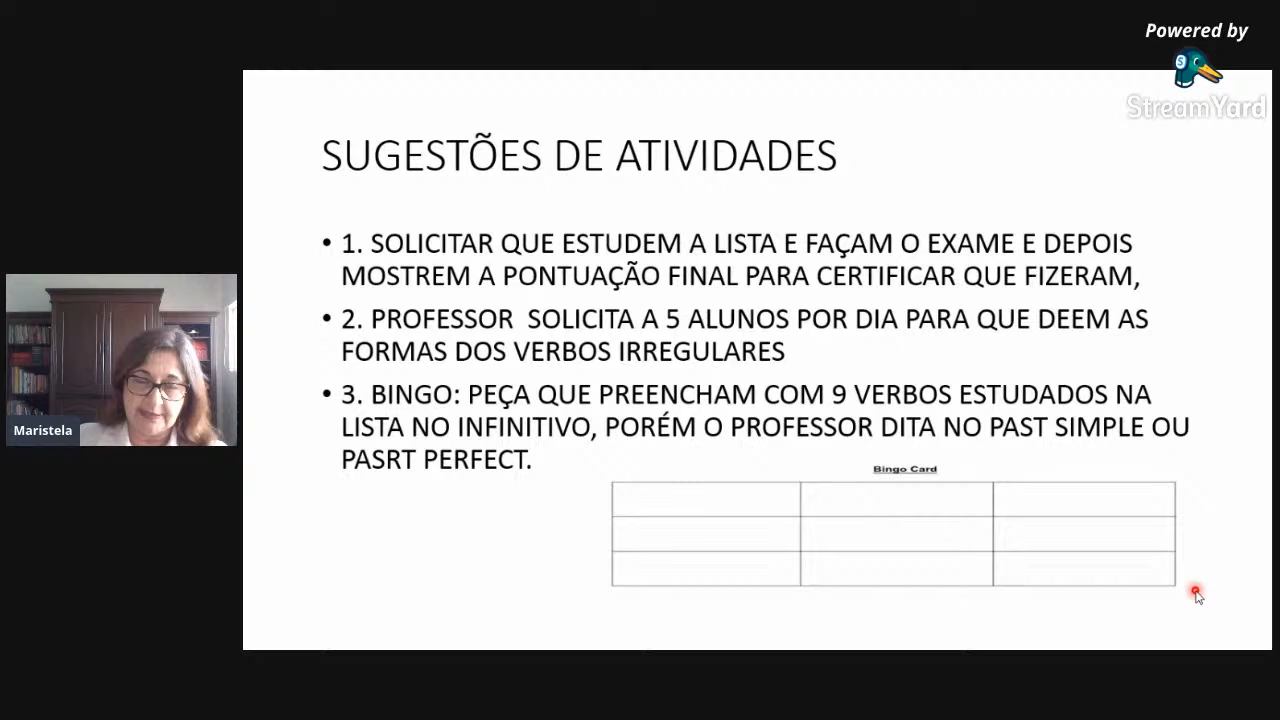 Powered by
StreamYard
SUGESTÕES DE ATIVIDADES
• 1. SOLICITAR QUE ESTUDEM A LISTA E FAÇAM O EXAME E DEPOIS
MOSTREM A PONTUAÇÃO FINAL PARA CERTIFICAR QUE FIZERAM,
• 2. PROFESSOR  SOLICITA A 5 ALUNOS POR DIA PARA QUE DEEM AS
FORMAS DOS VERBOS IRREGULARES
• 3. BINGO: PEÇA QUE PREENCHAM COM 9 VERBOS ESTUDADOS NA
LISTA NO INFINITIVO, PORÉM O PROFESSOR DITA NO PAST SIMPLE OU
PASRT PERFECT.
Bingo Card
Maristela